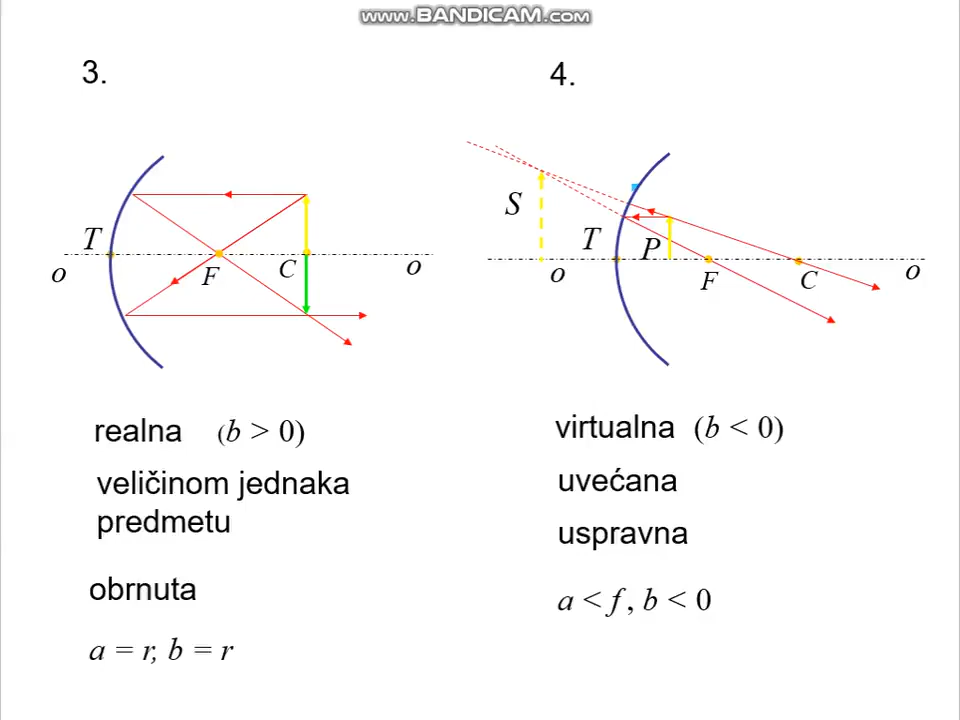 www.BANDICAM.com
3.
T
o
F
C
o
realna (b > 0)
veličinom jednaka
predmetu
obrnuta
a = r, b = r
4.
S
T
P
o
F
C
o
virtualna (b < 0)
uvećana
uspravna
a < f , b < 0